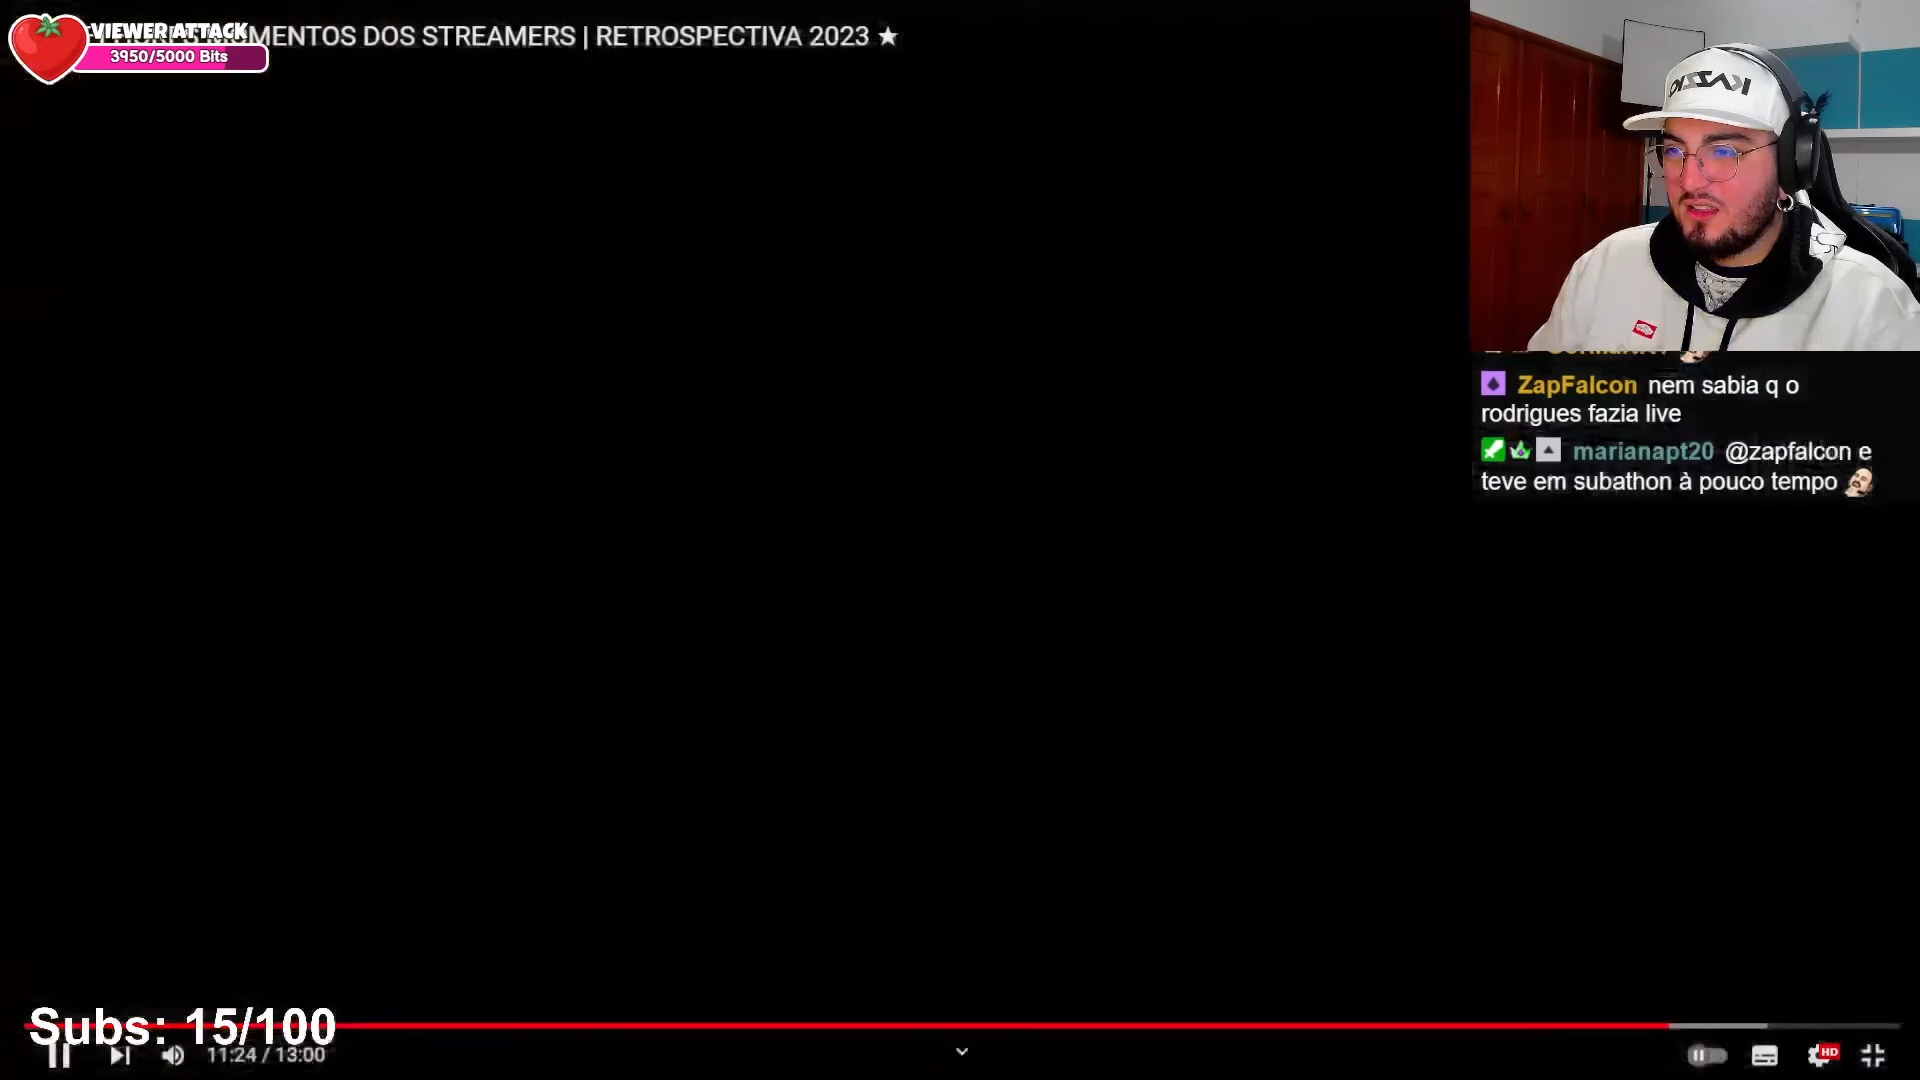 VIEWER ATTACK
MOMENTOS DOS STREAMERS | RETROSPECTIVA 2023 ★
3950/5000 Bits
ZapFalcon nem sabia q o
rodrigues fazia live
marianapt20 @zapfalcon e
teve em subathon à pouco tempo
Subs: 15/100
11:24 / 13:00
HD